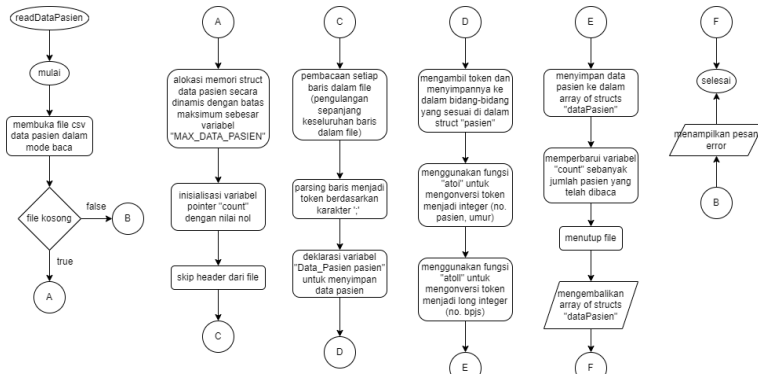 readDataPasien
mulai
membuka file csv
data pasien dalam
mode baca
file kosong
false
B
true
A
A
alokasi memori struct
data pasien secara
dinamis dengan batas
maksimum sebesar
variabel
"MAX_DATA_PASIEN"
inisialisasi variabel
pointer "count"
dengan nilai nol
skip header dari file
C
C
pembacaan setiap
baris dalam file
(pengulangan
sepanjang
keseluruhan baris
dalam file)
parsing baris menjadi
token berdasarkan
karakter ';'
deklarasi variabel
"Data_Pasien pasien"
untuk menyimpan
data pasien
D
D
mengambil token dan
menyimpannya ke
dalam bidang-bidang
yang sesuai di dalam
struct "pasien"
menggunakan fungsi
"atoi" untuk
mengonversi token
menjadi integer (no.
pasien, umur)
menggunakan fungsi
"atoll" untuk
mengonversi token
menjadi long integer
(no. bpjs)
E
E
menyimpan data
pasien ke dalam
array of structs
"dataPasien"
memperbarui variabel
"count" sebanyak
jumlah pasien yang
telah dibaca
menutup file
mengembalikan
array of structs
"dataPasien"
F
F
selesai
menampilkan pesan
error
B